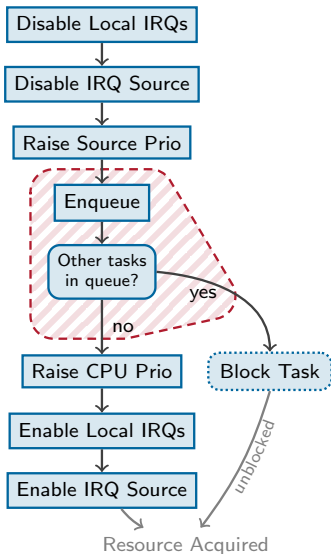 Disable Local IRQs
Disable IRQ Source
Raise Source Prio
Enqueue
Other tasks
in queue?
yes
no
Raise CPU Prio
Block Task
Enable Local IRQs
Enable IRQ Source
unblocked
Resource Acquired